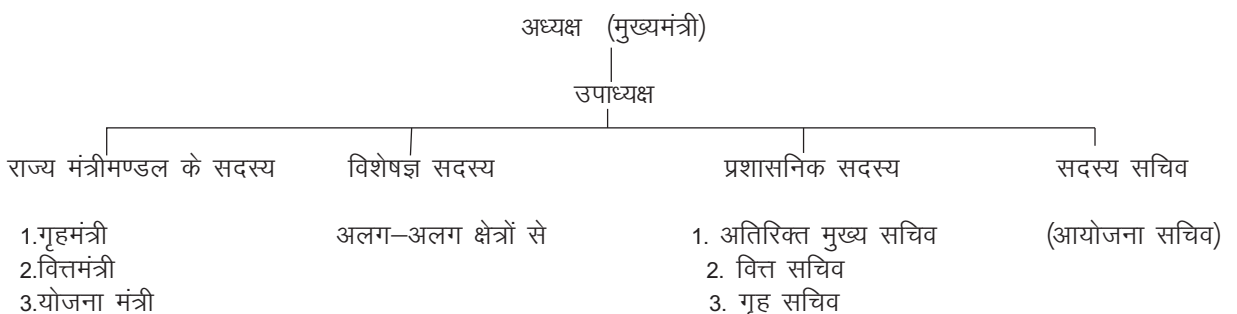 अध्यक्ष (मुख्यमंत्री)
उपाध्यक्ष
राज्य मंत्रीमण्डल के सदस्य विशेषज्ञ सदस्य प्रशासनिक सदस्य सदस्य सचिव
1.गृहमंत्री अलग–अलग क्षेत्रों से 1. अतिरिक्त मुख्य सचिव (आयोजना सचिव)
2.वित्तमंत्री 2. वित्त सचिव
3.योजना मंत्री 3. गृह सचिव